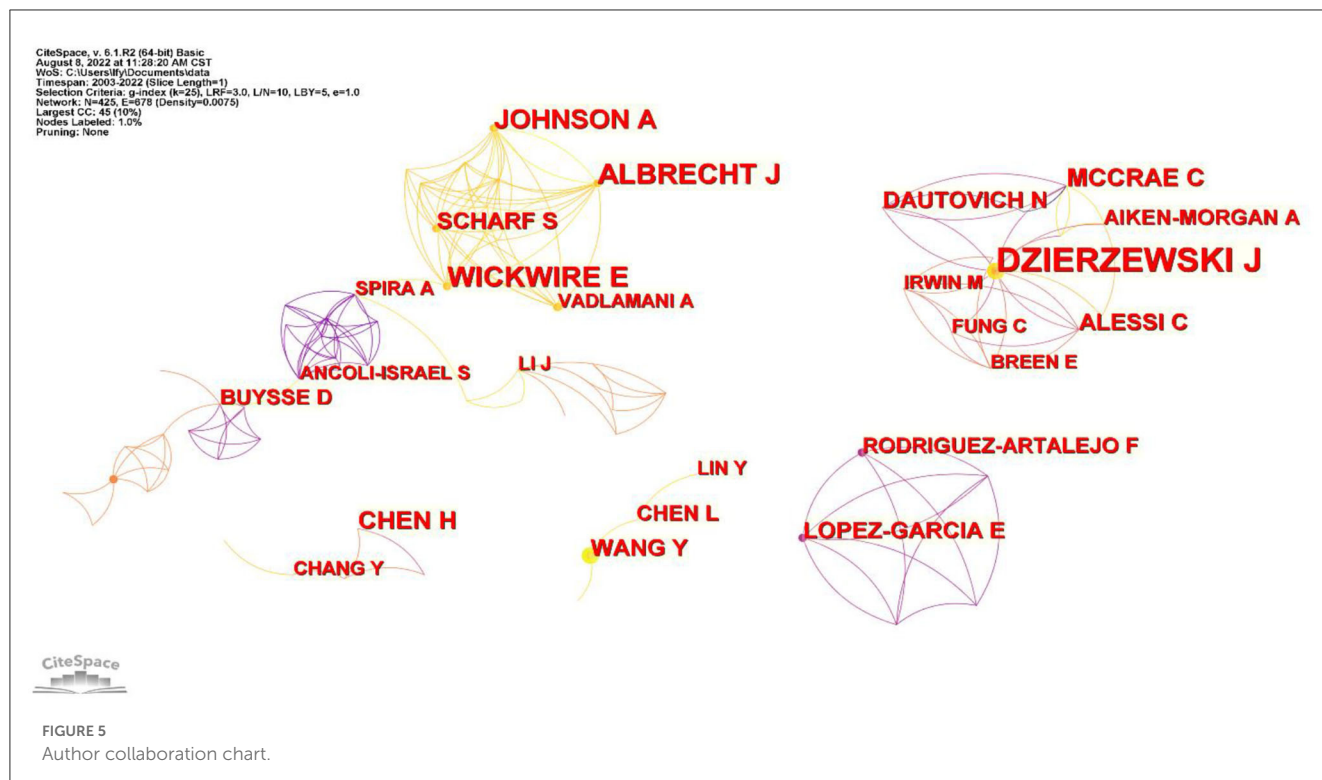 CiteSpace, v. 6.1.R2 (64-bit) Basic
August 8, 2022 at 11:28:20 AM CST
WoS: C:\Users\lfy\Documents\data
Timespan: 2003-2022 (Slice Length=1)
Selection Criteria: g-index (k=25), LRF=3.0, L/N=10, LBY=5, e=1.0
Network: N=425, E=678 (Density=0.0075)
Largest CC: 45 (10%)
Nodes Labeled: 1.0%
Pruning: None
JOHNSON A
ALBRECHT J
SCHARF S
WICKWIRE E
VADLAMANI A
SPIRA A
ANCOLI-ISRAEL S
BUYSSE D
LI J
MCCRAE C
DAUTOVICH N
AIKEN-MORGAN A
DZIERZEWSKI J
IRWIN M
FUNG C
ALESSI C
BREEN E
RODRIGUEZ-ARTALEJO F
LOPEZ-GARCIA E
LIN Y
CHEN L
WANG Y
CHEN H
CHANG Y
CiteSpace
FIGURE 5
Author collaboration chart.